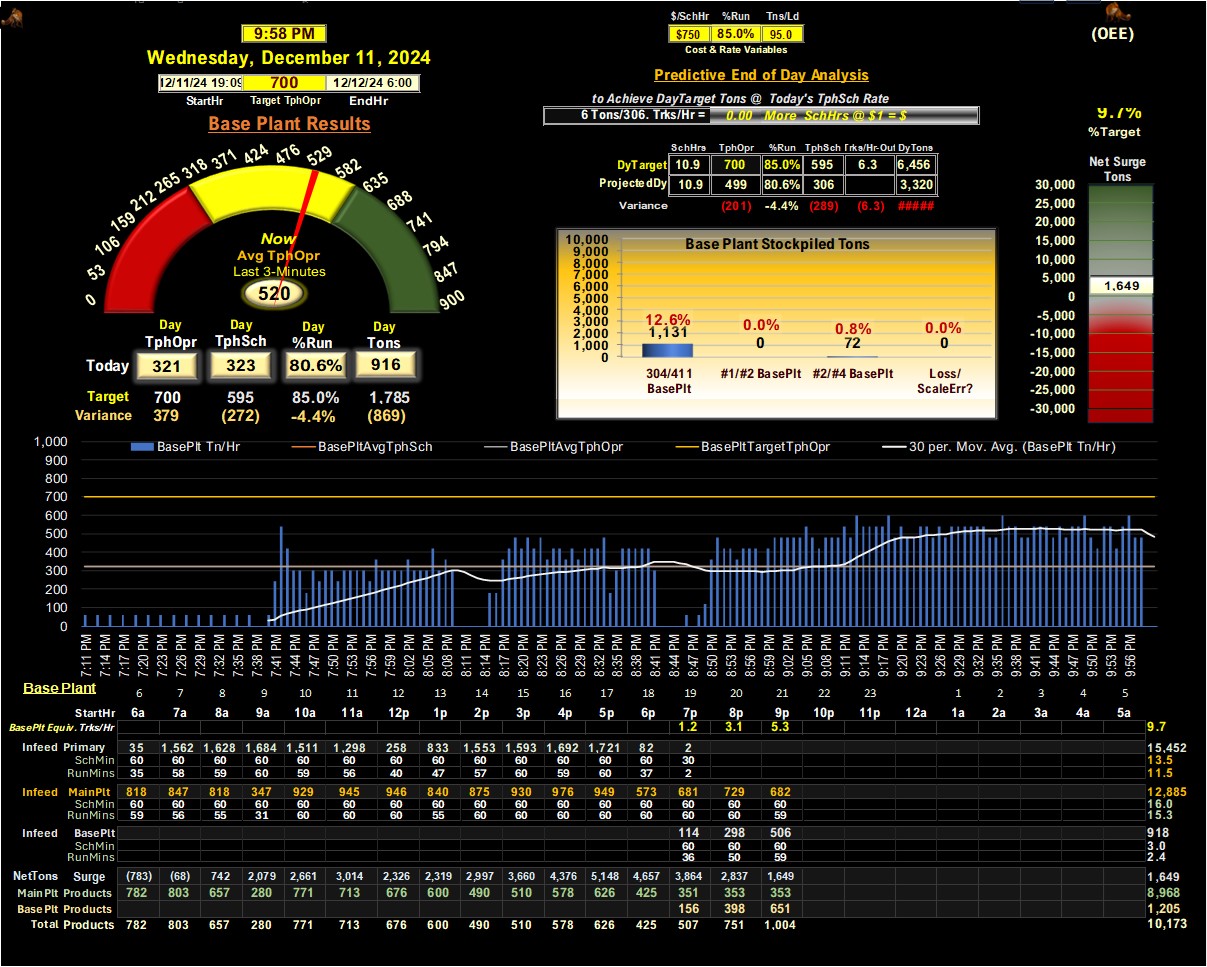 9:58 PM
Wednesday, December 11, 2024
12/11/24 19:09 700 12/12/24 6:00
StartHr Target TphOpr EndHr
Base Plant Results
0 53 106 159 212 265 318 371 424 476 529 582 635 688 741 794 847 900
Now
Avg TphOpr
Last 3-Minutes
520
Day Day Day Day
TphOpr TphSch %Run Tons
Today 321 323 80.6% 916
Target 700 595 85.0% 1,785
Variance 379 (272) -4.4% (869)
$/SchHr %Run Tns/Ld
$750 85.0% 95.0
Cost & Rate Variables
Predictive End of Day Analysis
to Achieve DayTarget Tons @ Today's TphSch Rate
6 Tons/306. Trks/Hr = 0.00 More SchHrs @ $1 = $
SchHrs TphOpr %Run TphSch Trks/Hr-Out DyTons
DyTarget 10.9 700 85.0% 595 6.3 6,456
ProjectedDy 10.9 499 80.6% 306 3,320
Variance (201) -4.4% (289) (6.3) #####
Base Plant Stockpiled Tons
10,000
9,000
8,000
7,000
6,000
5,000
4,000
3,000
2,000
1,000
0
12.6% 0.0% 0.8% 0.0%
1,131 0 72 0
304/411 BasePlt
#1/#2 BasePlt
#2/#4 BasePlt
Loss/ ScaleErr?
(OEE)
9.7%
%Target
Net Surge
Tons
30,000
25,000
20,000
15,000
10,000
5,000
0
-5,000
-10,000
-15,000
-20,000
-25,000
-30,000
1,649
BasePlt Tn/Hr BasePltAvgTphSch BasePltAvgTphOpr BasePltTargetTphOpr 30 per. Mov. Avg. (BasePlt Tn/Hr)
1,000
900
800
700
600
500
400
300
200
100
0
7:11 PM 7:14 PM 7:17 PM 7:20 PM 7:23 PM 7:26 PM 7:29 PM 7:32 PM 7:35 PM 7:38 PM 7:41 PM 7:44 PM 7:47 PM 7:50 PM 7:53 PM 7:56 PM 7:59 PM 8:02 PM 8:05 PM 8:08 PM 8:10 PM 8:14 PM 8:17 PM 8:20 PM 8:23 PM 8:26 PM 8:29 PM 8:32 PM 8:35 PM 8:38 PM 8:41 PM 8:44 PM 8:47 PM 8:50 PM 8:53 PM 8:56 PM 8:59 PM 9:02 PM 9:05 PM 9:08 PM 9:11 PM 9:14 PM 9:17 PM 9:20 PM 9:23 PM 9:26 PM 9:29 PM 9:32 PM 9:35 PM 9:38 PM 9:41 PM 9:44 PM 9:47 PM 9:50 PM 9:53 PM 9:56 PM
Base Plant 6 7 8 9 10 11 12 13 14 15 16 17 18 19 20 21 22 23 1 2 3 4 5
StartHr 6a 7a 8a 9a 10a 11a 12p 1p 2p 3p 4p 5p 6p 7p 8p 9p 10p 11p 12a 1a 2a 3a 4a 5a
BasePlt Equiv. Trks/Hr 1.2 3.1 5.3 9.7
Infeed Primary 35 1,562 1,628 1,684 1,511 1,298 258 833 1,553 1,593 1,692 1,721 82 2 15,452
SchMin 60 60 60 60 60 60 60 60 60 60 60 60 60 30 13.5
RunMins 35 58 59 60 59 56 40 47 57 60 59 60 37 2 11.5
Infeed MainPlt 818 847 818 347 929 945 946 840 875 930 976 949 573 681 729 682 12,885
SchMin 60 60 60 60 60 60 60 60 60 60 60 60 60 60 60 60 16.0
RunMins 59 56 55 31 60 60 60 55 60 60 60 60 60 60 60 59 15.3
Infeed BasePlt 114 298 506 918
SchMin 60 60 60 3.0
RunMins 36 50 59 2.4
NetTons Surge (783) (68) 742 2,079 2,661 3,014 2,326 2,319 2,997 3,660 4,376 5,148 4,657 3,864 2,837 1,649 1,649
MainPlt Products 782 803 657 280 771 713 676 600 490 510 578 626 425 351 353 353 8,968
BasePlt Products 156 398 651 1,205
Total Products 782 803 657 280 771 713 676 600 490 510 578 626 425 507 751 1,004 10,173